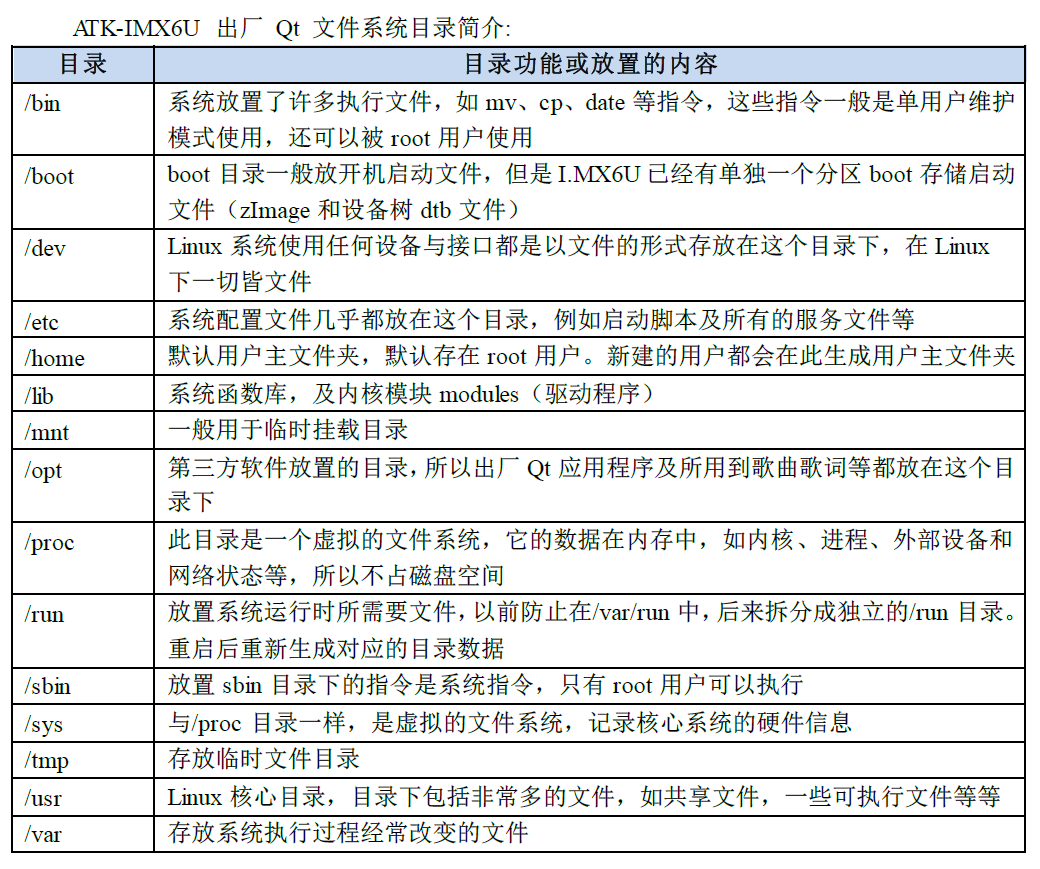 ATK-IMX6U 出厂 Qt 文件系统目录简介:
目录 目录功能或放置的内容
/bin 系统放置了许多执行文件，如 mv、cp、date 等指令，这些指令一般是单用户维护
模式使用，还可以被 root 用户使用
/boot boot 目录一般放开机启动文件，但是 I.MX6U 已经有单独一个分区 boot 存储启动
文件（zImage 和设备树 dtb 文件）
/dev Linux 系统使用任何设备与接口都是以文件的形式存放在这个目录下，在 Linux
下一切皆文件
/etc 系统配置文件几乎都放在这个目录，例如启动脚本及所有的服务文件等
/home 默认用户主文件夹，默认存在 root 用户。新建的用户都会在此生成用户主文件夹
/lib 系统函数库，及内核模块 modules（驱动程序）
/mnt 一般用于临时挂载目录
/opt 第三方软件放置的目录，所以出厂 Qt 应用程序及所用到歌曲歌词等都放在这个目
录下
/proc 此目录是一个虚拟的文件系统，它的数据在内存中，如内核、进程、外部设备和
网络状态等，所以不占磁盘空间
/run 放置系统运行时所需要文件，以前防止在/var/run 中，后来拆分成独立的/run 目录。
重启后重新生成对应的目录数据
/sbin 放置 sbin 目录下的指令是系统指令，只有 root 用户可以执行
/sys 与/proc 目录一样，是虚拟的文件系统，记录核心系统的硬件信息
/tmp 存放临时文件目录
/usr Linux 核心目录，目录下包括非常多的文件，如共享文件，一些可执行文件等等
/var 存放系统执行过程经常改变的文件